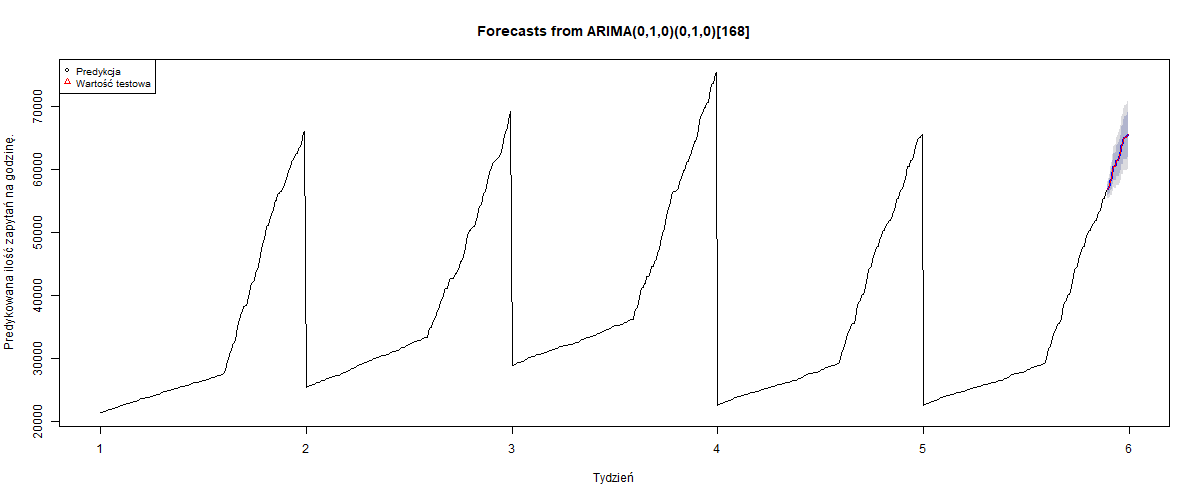 Forecasts from ARIMA(0,1,0)(0,1,0)[168]
Predykcja
Wartość testowa
Predykowana ilość zapytań na godzinę.
70000
60000
50000
40000
30000
20000
1 2 3 4 5 6
Tydzień